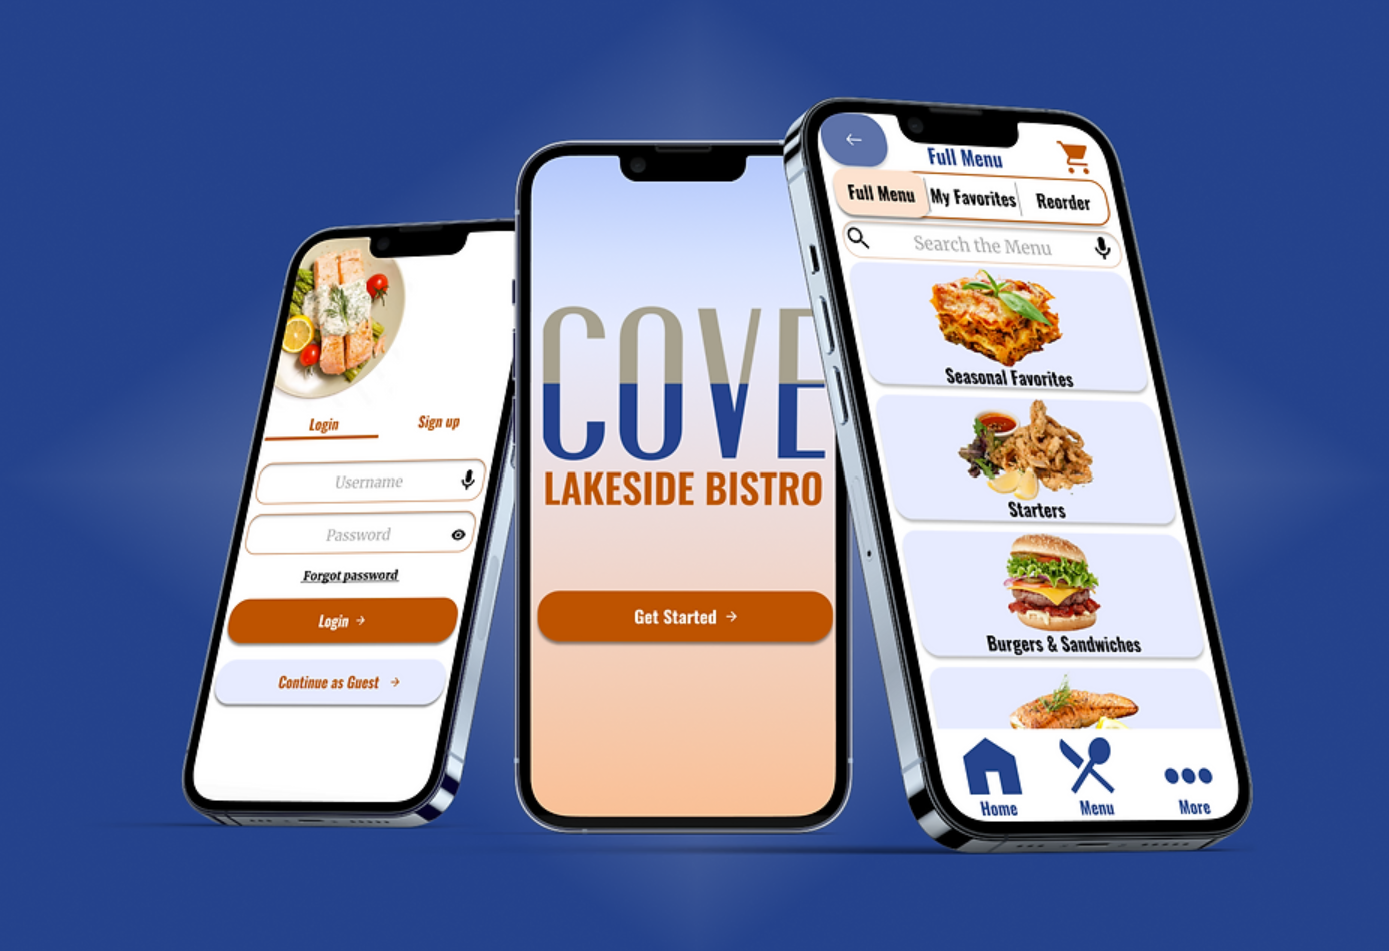 Login
Sign up
Username
Password
Forgot password
Login
Continue as Guest
COVE
LAKESIDE BISTRO
Get Started
Full Menu
Full Menu
My Favorites
Reorder
Search the Menu
Seasonal Favorites
Starters
Burgers & Sandwiches
Home
Menu
More